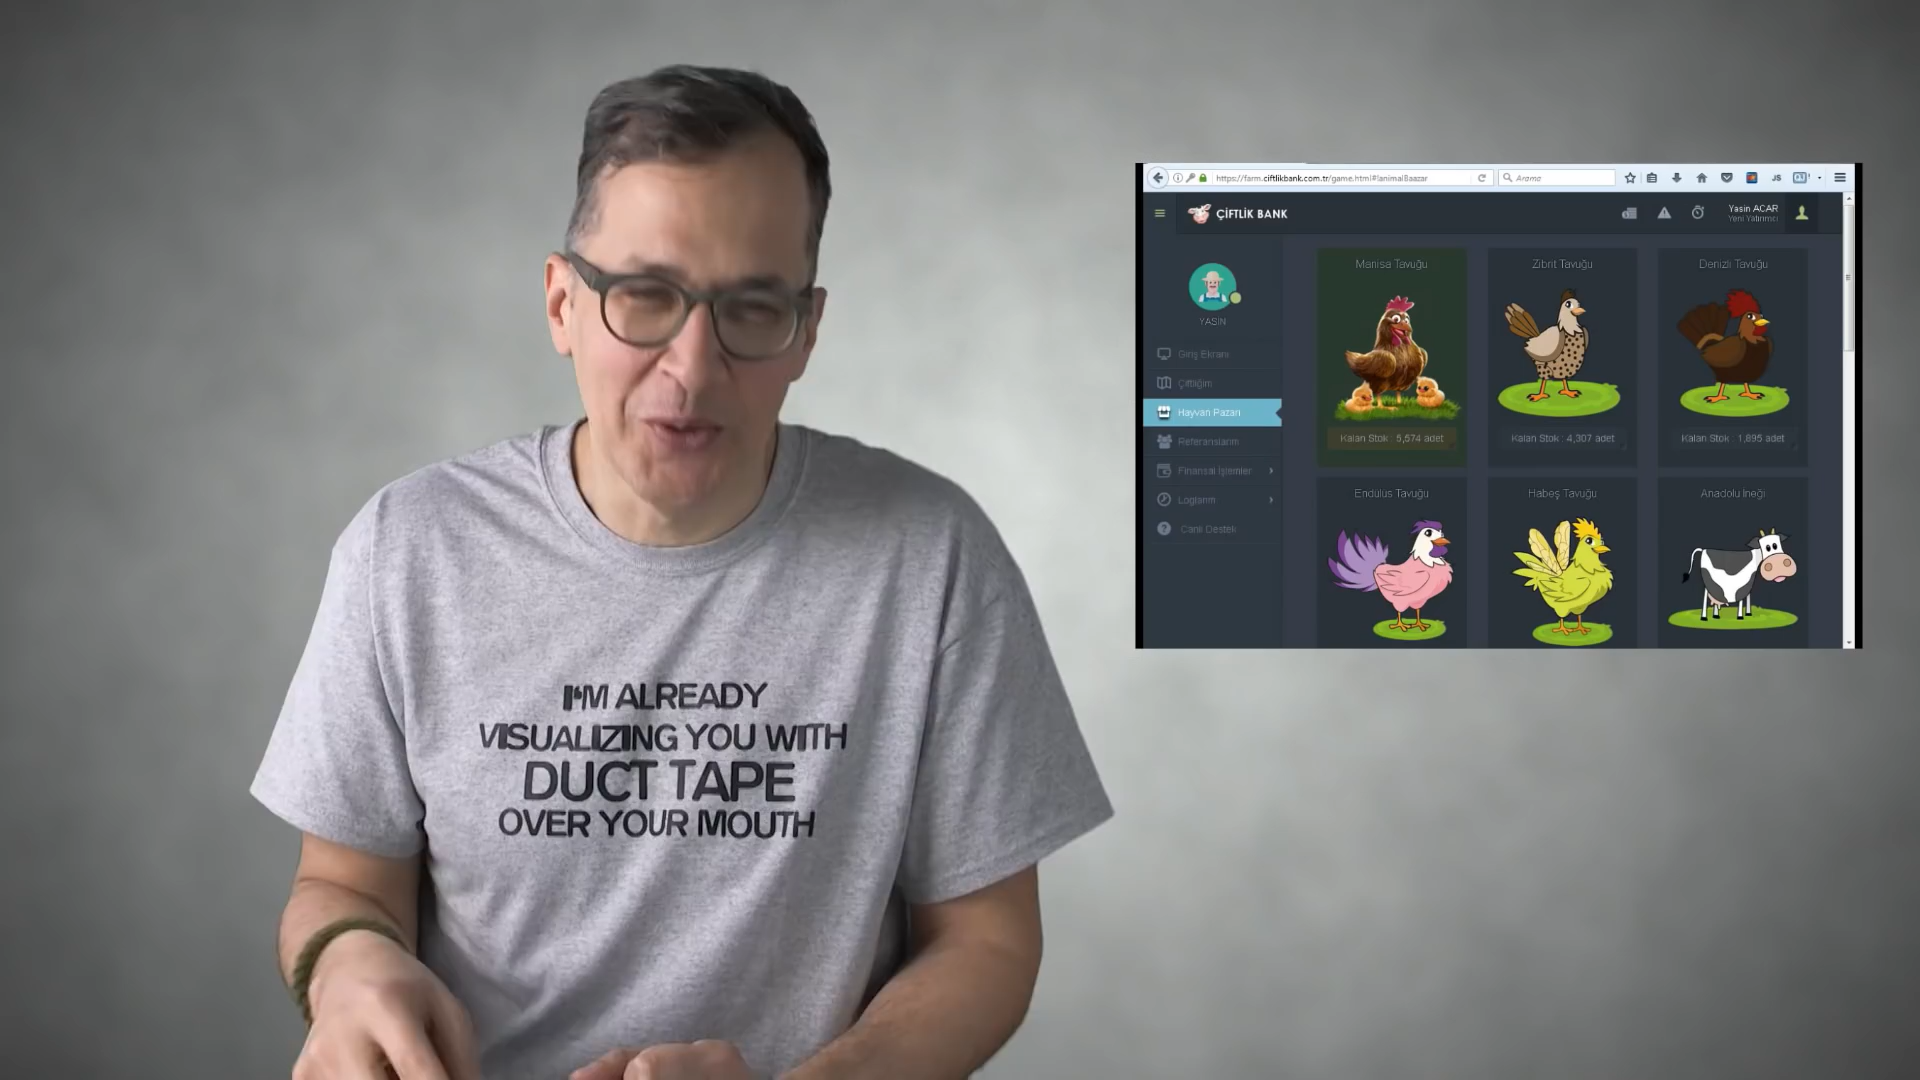 I'M ALREADY
VISUALIZING YOU WITH
DUCT TAPE
OVER YOUR MOUTH
https://farm.ciftlikbank.com.tr/game.html#!animalBaazar
Arama
ÇİFTLİK BANK
Yasin ACAR
Yeni Yatırımcı
YASIN
Giriş Ekranı
Çiftliğim
Hayvan Pazarı
Referanslarım
Finansal İşlemler
Loglarım
Canlı Destek
Manisa Tavuğu
Zibrit Tavuğu
Denizli Tavuğu
Kalan Stok : 5,574 adet
Kalan Stok : 4,307 adet
Kalan Stok : 1,895 adet
Endülüs Tavuğu
Habeş Tavuğu
Anadolu İneği